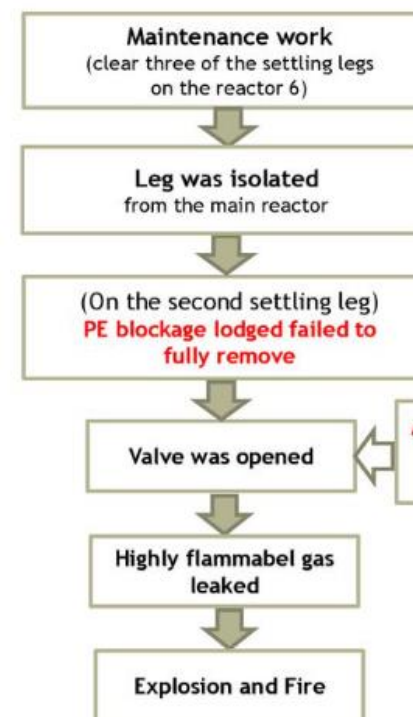 Maintenance work
(clear three of the settling legs
on the reactor 6)
Leg was isolated
from the main reactor
(On the second settling leg)
PE blockage lodged failed to
fully remove
Valve was opened
Highly flammabel gas
leaked
Explosion and Fire